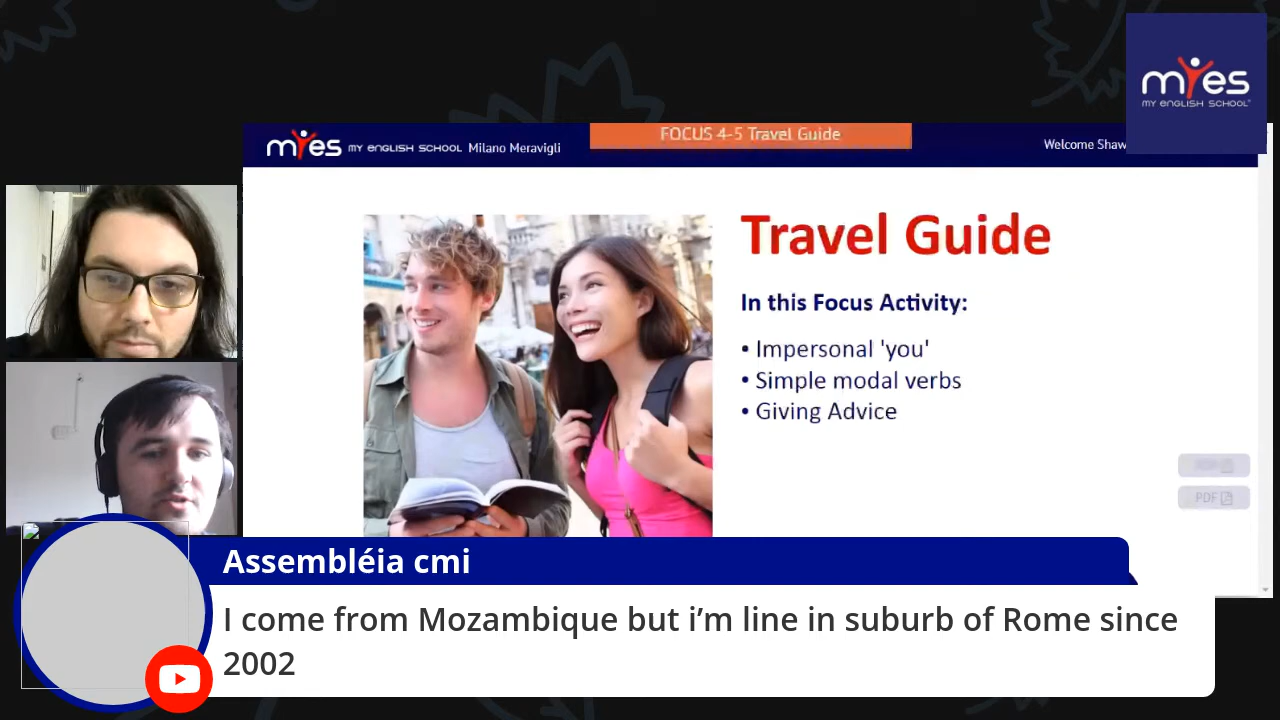 myes
MY ENGLISH SCHOOL
myes MY ENGLISH SCHOOL Milano Meravigli
FOCUS 4-5 Travel Guide
Welcome Shaw
Travel Guide
In this Focus Activity:
• Impersonal 'you'
• Simple modal verbs
• Giving Advice
PDF
Assembléia cmi
I come from Mozambique but i’m line in suburb of Rome since
2002